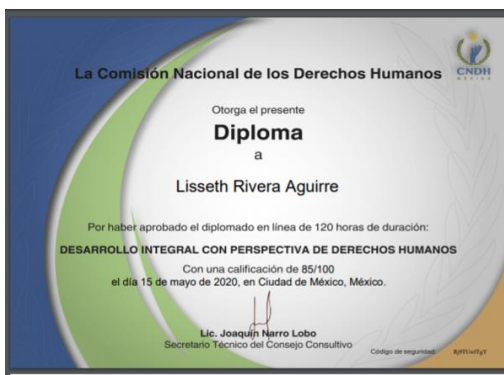 CNDH
MÉXICO
La Comisión Nacional de los Derechos Humanos
Otorga el presente
Diploma
a
Lisseth Rivera Aguirre
Por haber aprobado el diplomado en línea de 120 horas de duración:
DESARROLLO INTEGRAL CON PERSPECTIVA DE DERECHOS HUMANOS
Con una calificación de 85/100
el día 15 de mayo de 2020, en Ciudad de México, México.
Lic. Joaquín Narro Lobo
Secretario Técnico del Consejo Consultivo
Código de seguridad: